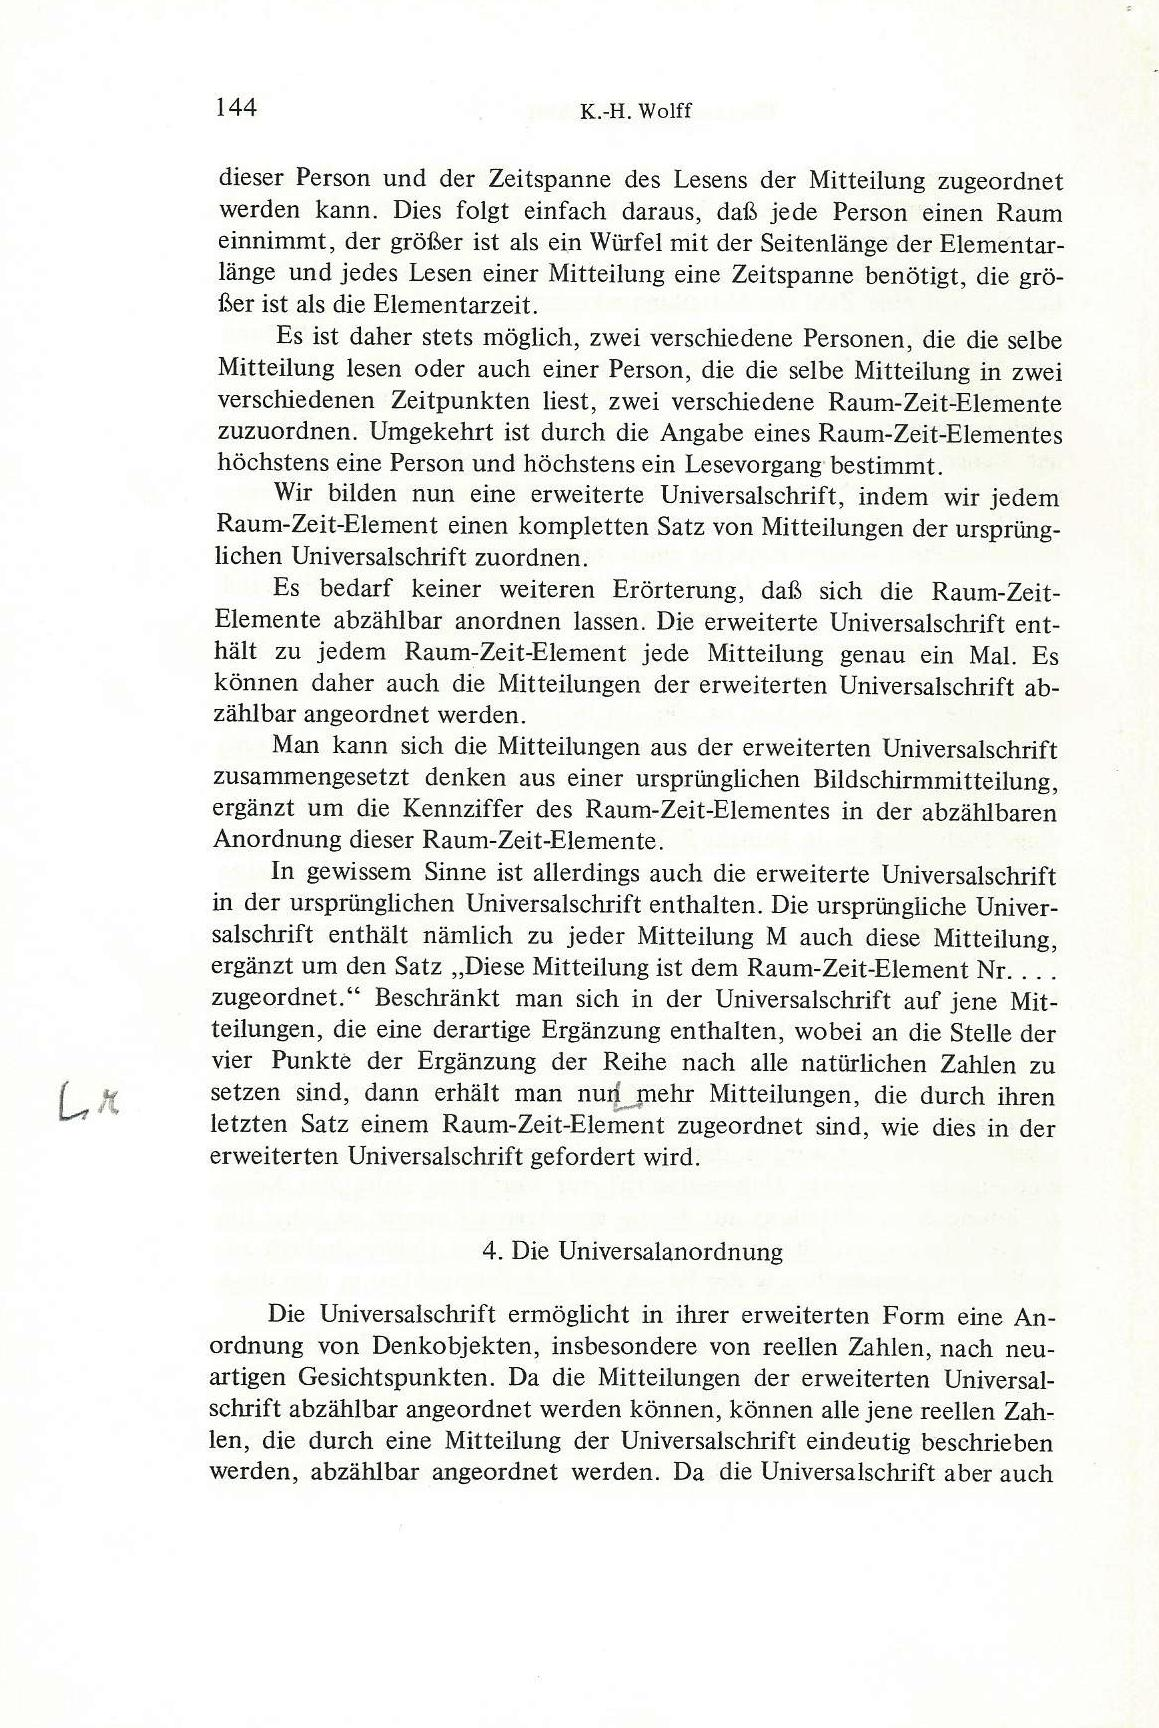 144
K.-H. Wolff
dieser Person und der Zeitspanne des Lesens der Mitteilung zugeordnet
werden kann. Dies folgt einfach daraus, daß jede Person einen Raum
einnimmt, der größer ist als ein Würfel mit der Seitenlänge der Elementar-
länge und jedes Lesen einer Mitteilung eine Zeitspanne benötigt, die grö-
ßer ist als die Elementarzeit.
Es ist daher stets möglich, zwei verschiedene Personen, die die selbe
Mitteilung lesen oder auch einer Person, die die selbe Mitteilung in zwei
verschiedenen Zeitpunkten liest, zwei verschiedene Raum-Zeit-Elemente
zuzuordnen. Umgekehrt ist durch die Angabe eines Raum-Zeit-Elementes
höchstens eine Person und höchstens ein Lesevorgang bestimmt.
Wir bilden nun eine erweiterte Universalschrift, indem wir jedem
Raum-Zeit-Element einen kompletten Satz von Mitteilungen der ursprüng-
lichen Universalschrift zuordnen.
Es bedarf keiner weiteren Erörterung, daß sich die Raum-Zeit-
Elemente abzählbar anordnen lassen. Die erweiterte Universalschrift ent-
hält zu jedem Raum-Zeit-Element jede Mitteilung genau ein Mal. Es
können daher auch die Mitteilungen der erweiterten Universalschrift ab-
zählbar angeordnet werden.
Man kann sich die Mitteilungen aus der erweiterten Universalschrift
zusammengesetzt denken aus einer ursprünglichen Bildschirmmitteilung,
ergänzt um die Kennziffer des Raum-Zeit-Elementes in der abzählbaren
Anordnung dieser Raum-Zeit-Elemente.
In gewissem Sinne ist allerdings auch die erweiterte Universalschrift
in der ursprünglichen Universalschrift enthalten. Die ursprüngliche Univer-
salschrift enthält nämlich zu jeder Mitteilung M auch diese Mitteilung,
ergänzt um den Satz „Diese Mitteilung ist dem Raum-Zeit-Element Nr. . . .
zugeordnet.“ Beschränkt man sich in der Universalschrift auf jene Mit-
teilungen, die eine derartige Ergänzung enthalten, wobei an die Stelle der
vier Punkte der Ergänzung der Reihe nach alle natürlichen Zahlen zu
setzen sind, dann erhält man nun mehr Mitteilungen, die durch ihren
letzten Satz einem Raum-Zeit-Element zugeordnet sind, wie dies in der
erweiterten Universalschrift gefordert wird.
4. Die Universalanordnung
Die Universalschrift ermöglicht in ihrer erweiterten Form eine An-
ordnung von Denkobjekten, insbesondere von reellen Zahlen, nach neu-
artigen Gesichtspunkten. Da die Mitteilungen der erweiterten Universal-
schrift abzählbar angeordnet werden können, können alle jene reellen Zah-
len, die durch eine Mitteilung der Universalschrift eindeutig beschrieben
werden, abzählbar angeordnet werden. Da die Universalschrift aber auch